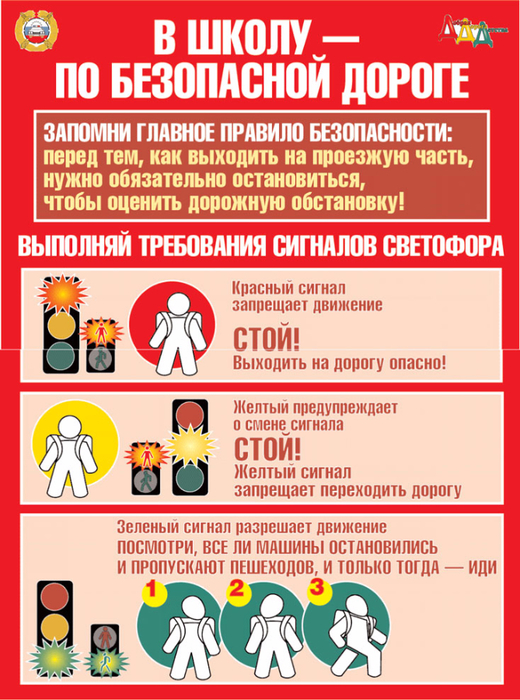 Добрая
Дорога
Детства
В ШКОЛУ —
ПО БЕЗОПАСНОЙ ДОРОГЕ
ЗАПОМНИ ГЛАВНОЕ ПРАВИЛО БЕЗОПАСНОСТИ:
перед тем, как выходить на проезжую часть,
нужно обязательно остановиться,
чтобы оценить дорожную обстановку!
ВЫПОЛНЯЙ ТРЕБОВАНИЯ СИГНАЛОВ СВЕТОФОРА
Красный сигнал
запрещает движение
СТОЙ!
Выходить на дорогу опасно!
Желтый предупреждает
о смене сигнала
СТОЙ!
Желтый сигнал
запрещает переходить дорогу
Зеленый сигнал разрешает движение
ПОСМОТРИ, ВСЕ ЛИ МАШИНЫ ОСТАНОВИЛИСЬ
И ПРОПУСКАЮТ ПЕШЕХОДОВ, И ТОЛЬКО ТОГДА — ИДИ
1 2 3